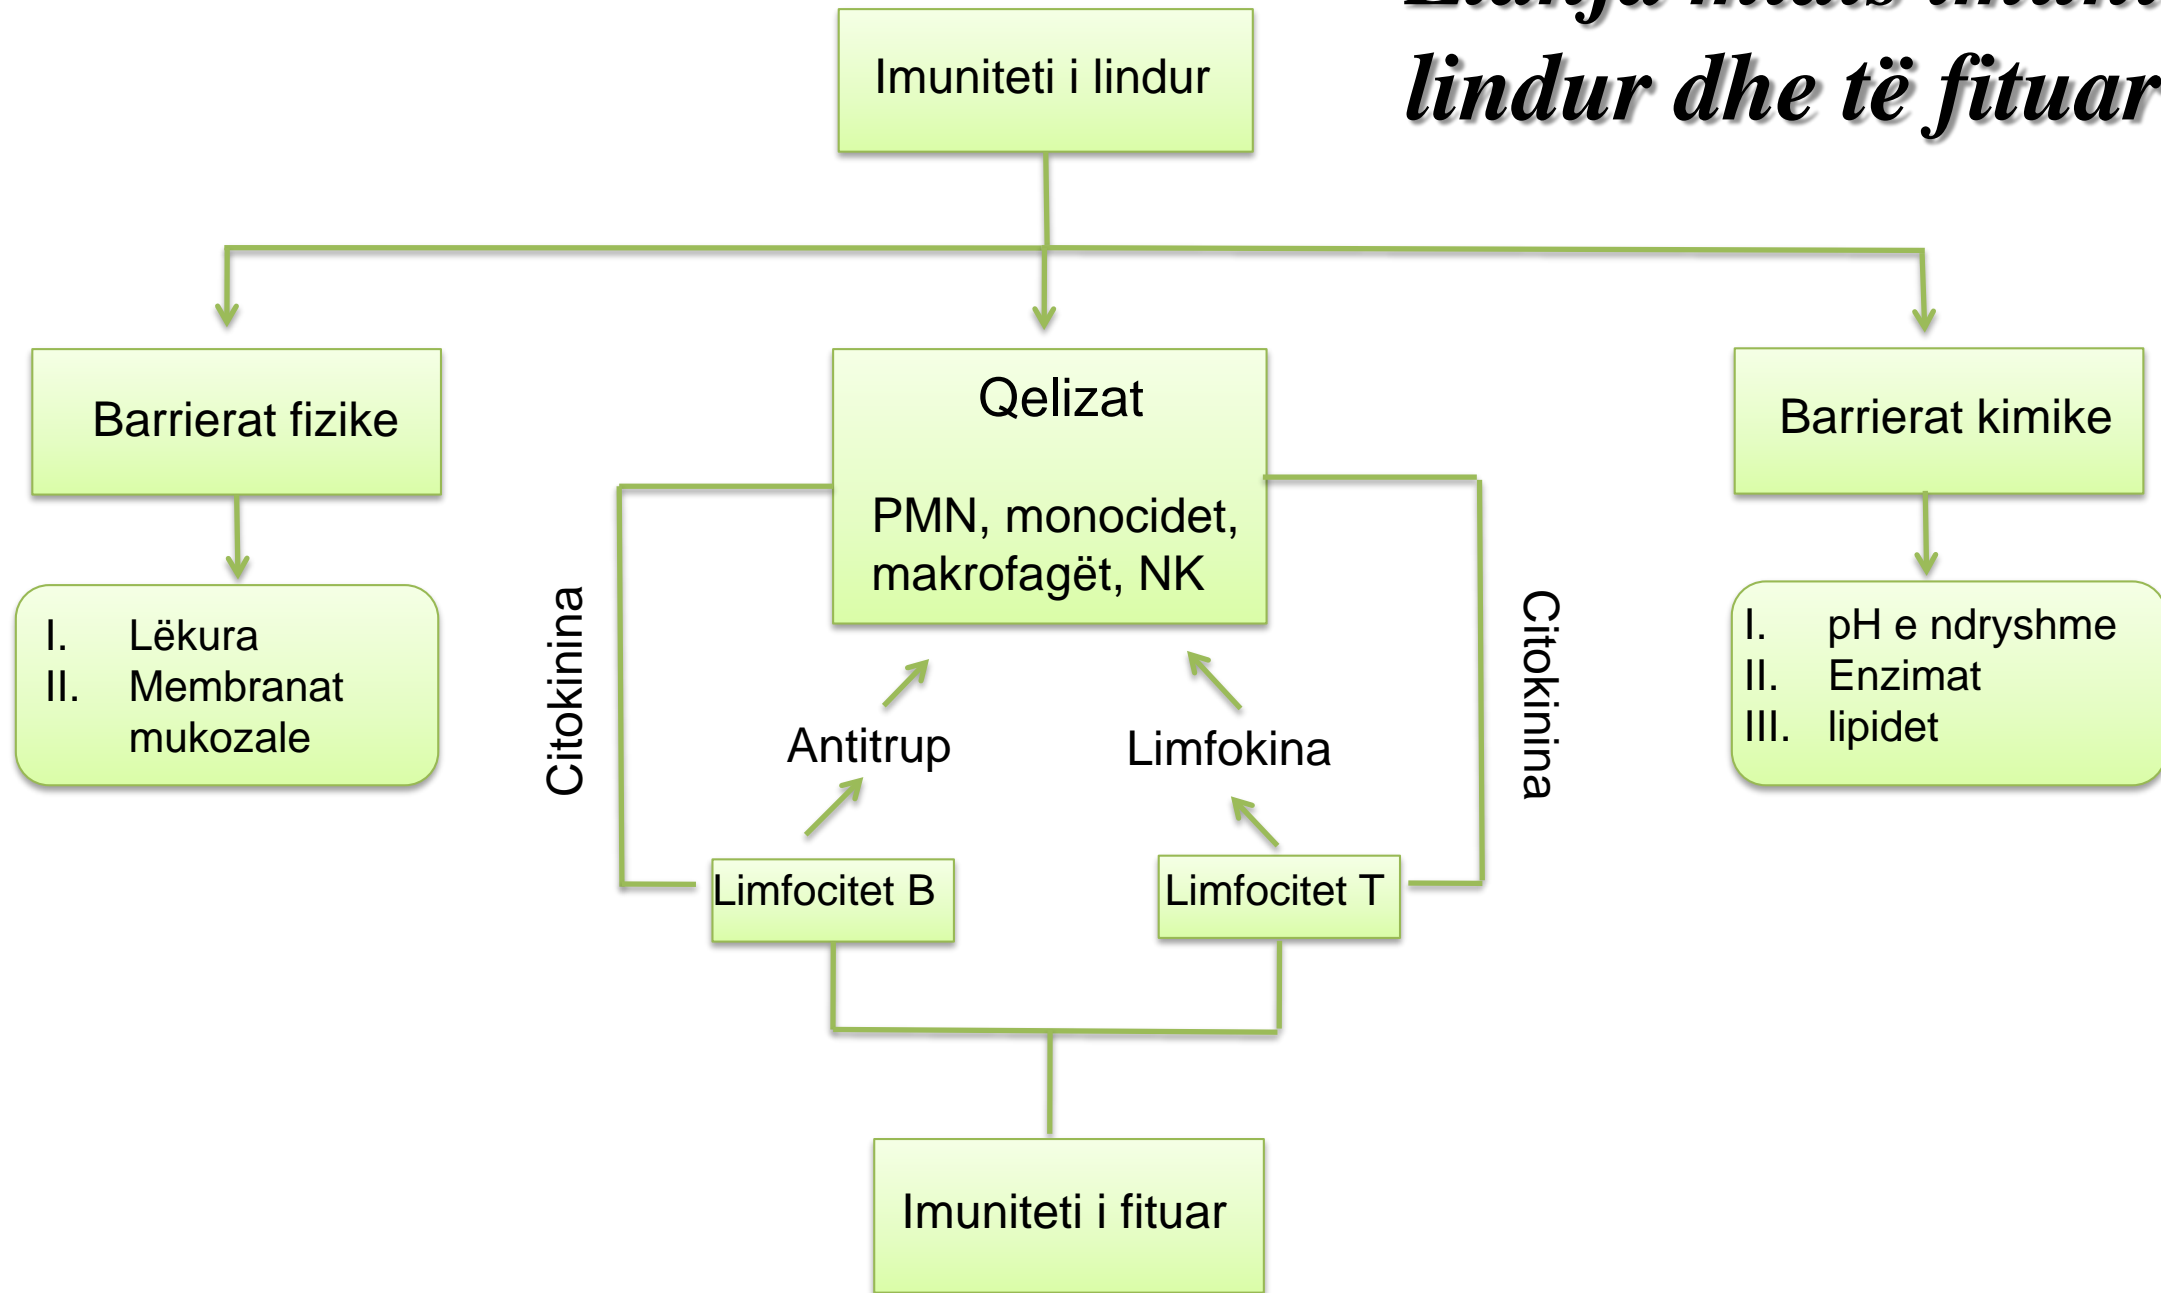 lindur dhe të fituar
Imuniteti i lindur
Barrierat fizike
Qelizat
PMN, monocidet,
makrofagët, NK
Barrierat kimike
I. Lëkura
II. Membranat
mukozale
Citokinina
Antitrup
Limfokina
Citokinina
I. pH e ndryshme
II. Enzimat
III. lipidet
Limfocitet B
Limfocitet T
Imuniteti i fituar